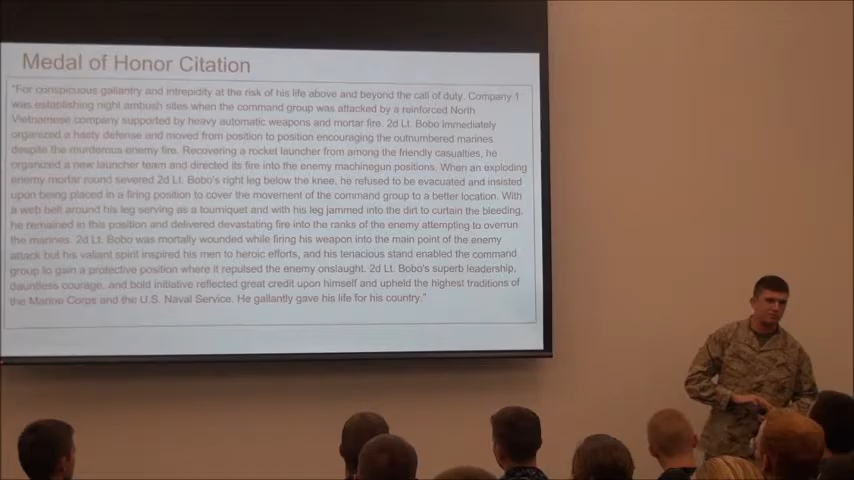 Medal of Honor Citation
"For conspicuous gallantry and intrepidity at the risk of his life above and beyond the call of duty. Company 1
was establishing night ambush sites when the command group was attacked by a reinforced North
Vietnamese company supported by heavy automatic weapons and mortar fire. 2d Lt. Bobo immediately
organized a hasty defense and moved from position to position encouraging the outnumbered marines
despite the murderous enemy fire. Recovering a rocket launcher from among the friendly casualties, he
organized a new launcher team and directed its fire into the enemy machinegun positions. When an exploding
enemy mortar round severed 2d Lt. Bobo's right leg below the knee, he refused to be evacuated and insisted
upon being placed in a firing position to cover the movement of the command group to a better location. With
a web belt around his leg serving as a tourniquet and with his leg jammed into the dirt to curtain the bleeding,
he remained in this position and delivered devastating fire into the ranks of the enemy attempting to overrun
the marines. 2d Lt. Bobo was mortally wounded while firing his weapon into the main point of the enemy
attack but his valiant spirit inspired his men to heroic efforts, and his tenacious stand enabled the command
group to gain a protective position where it repulsed the enemy onslaught. 2d Lt. Bobo's superb leadership,
dauntless courage, and bold initiative reflected great credit upon himself and upheld the highest traditions of
the Marine Corps and the U.S. Naval Service. He gallantly gave his life for his country."